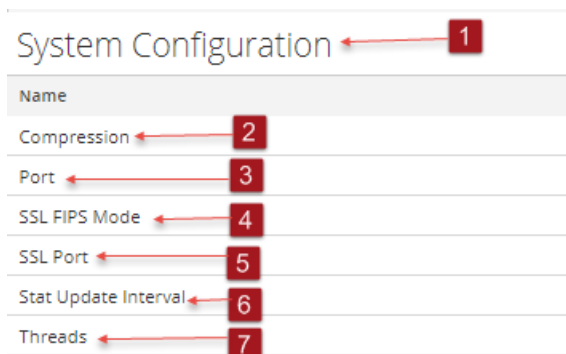 System Configuration 1
Name
Compression 2
Port 3
SSL FIPS Mode 4
SSL Port 5
Stat Update Interval 6
Threads 7